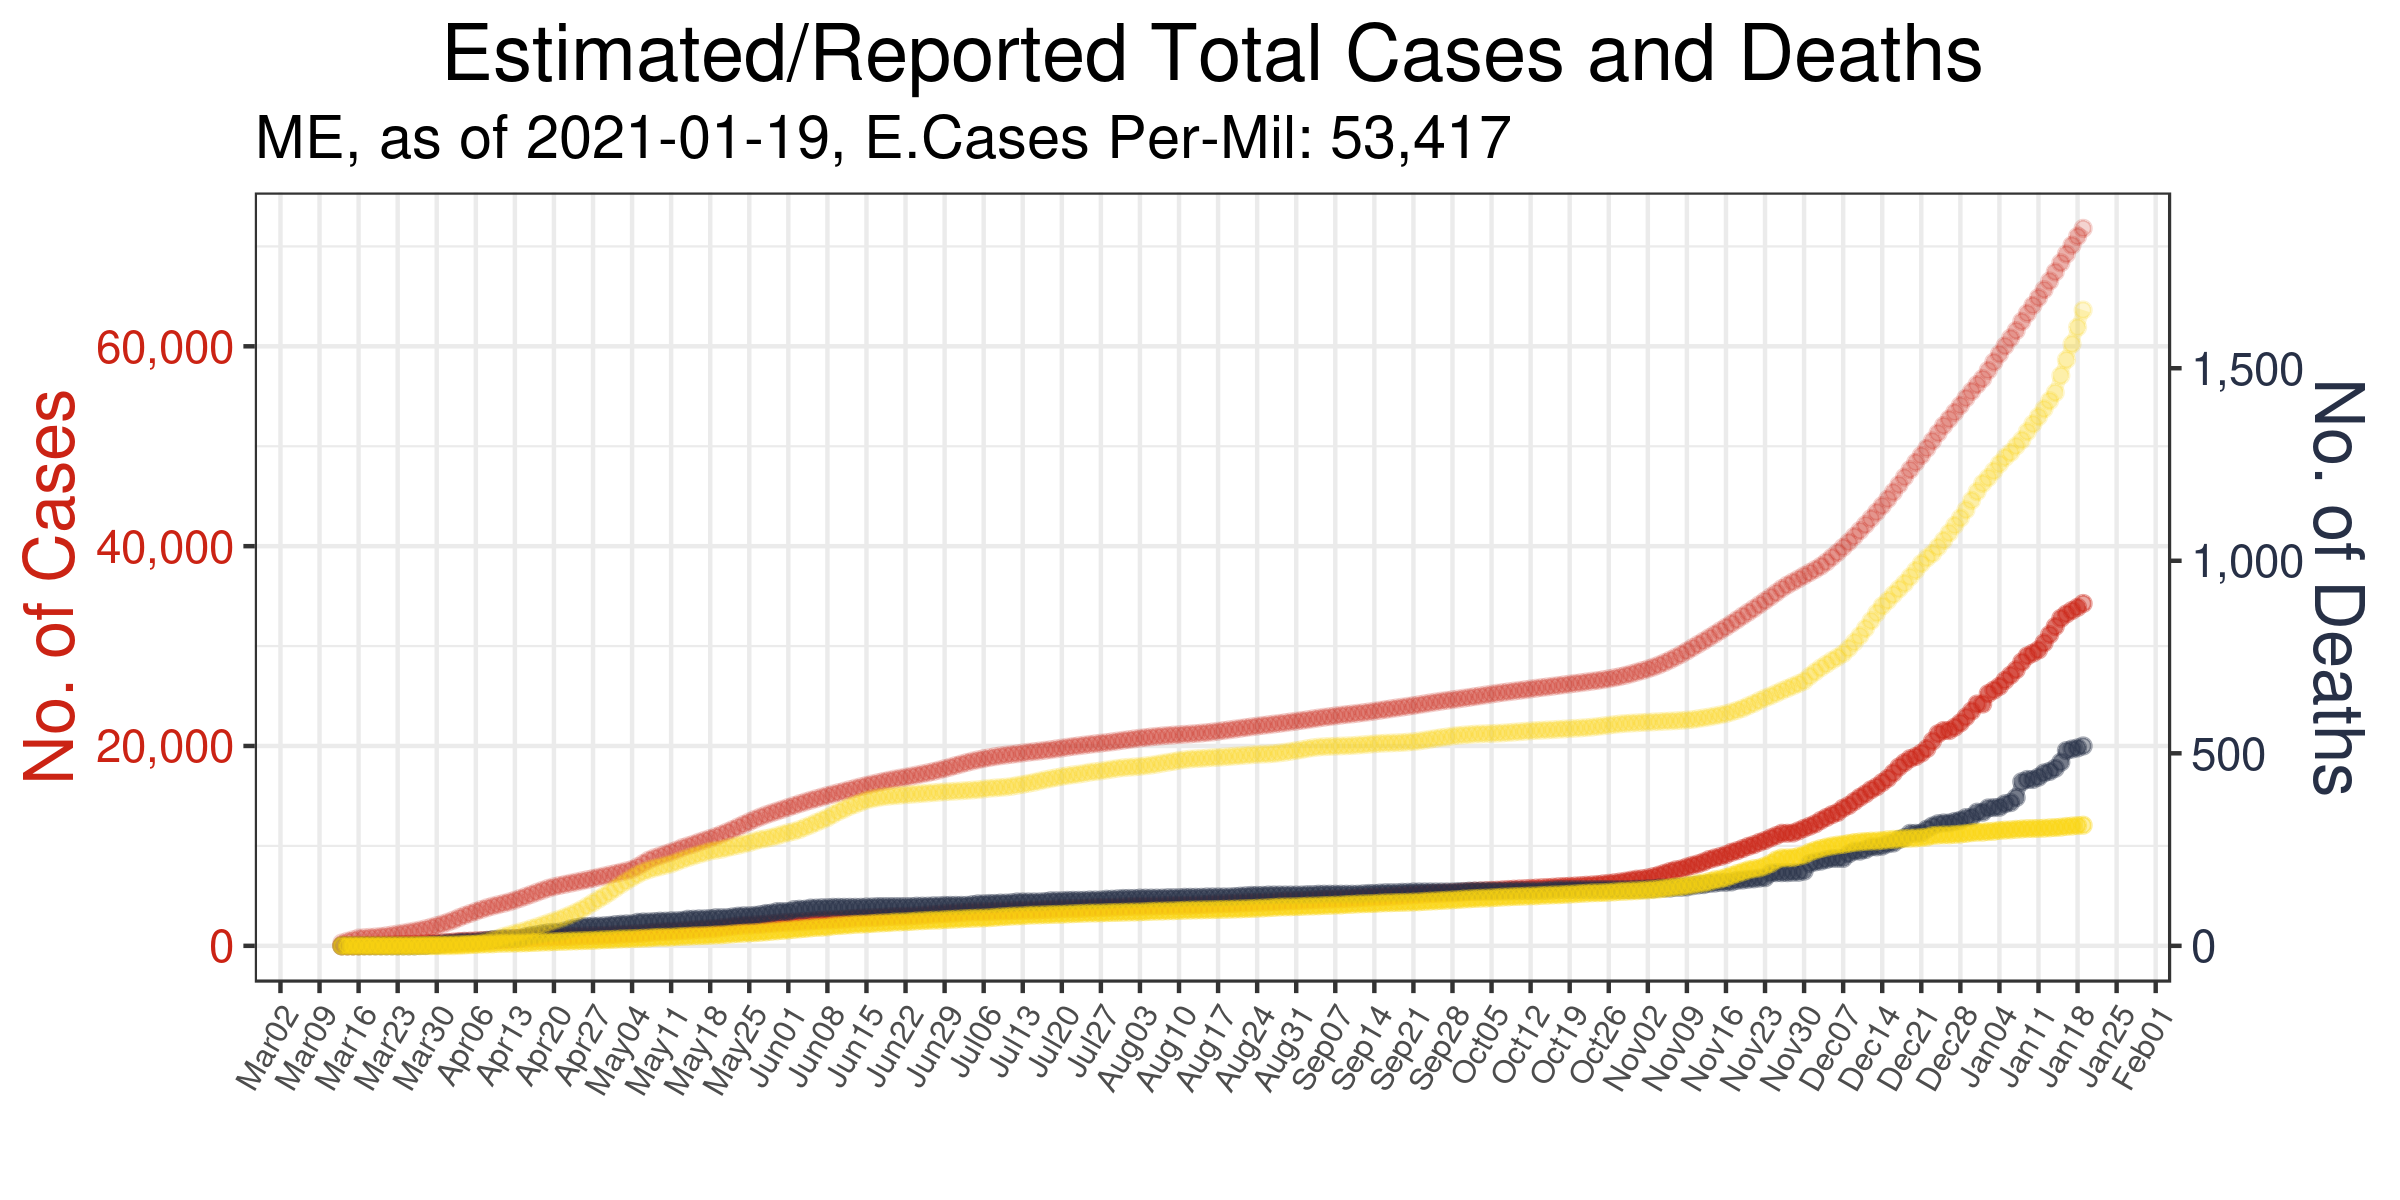 Estimated/Reported Total Cases and Deaths
ME, as of 2021-01-19, E.Cases Per-Mil: 53,417
No. of Cases
60,000
40,000
20,000
0
1,500
1,000
500
0
No. of Deaths
Mar02
Mar09
Mar16
Mar23
Mar30
Apr06
Apr13
Apr20
Apr27
May04
May11
May18
May25
Jun01
Jun08
Jun15
Jun22
Jun29
Jul06
Jul13
Jul20
Jul27
Aug03
Aug10
Aug17
Aug24
Aug31
Sep07
Sep14
Sep21
Sep28
Oct05
Oct12
Oct19
Oct26
Nov02
Nov09
Nov16
Nov23
Nov30
Dec07
Dec14
Dec21
Dec28
Jan04
Jan11
Jan18
Jan25
Feb01